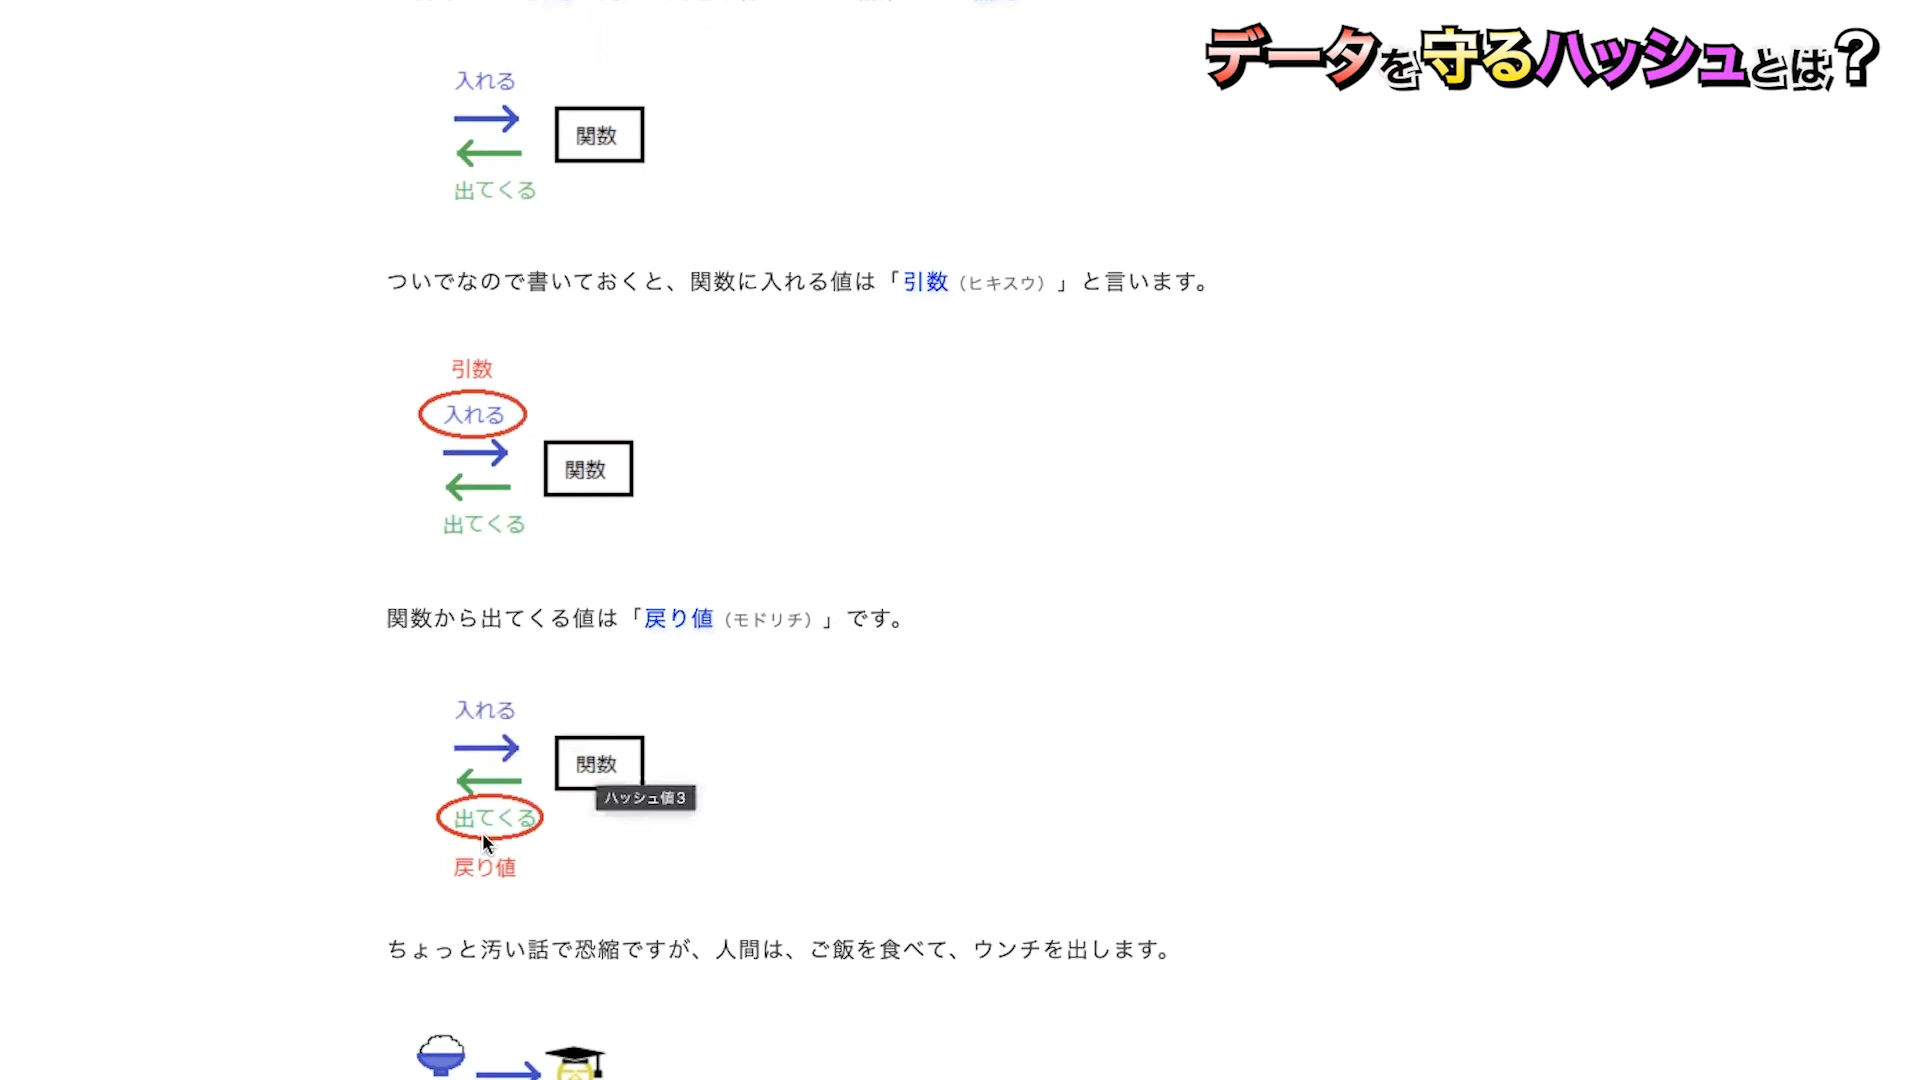 データを守るハッシュとは?
入れる
関数
出てくる
ついでなので書いておくと、関数に入れる値は「引数（ヒキスウ）」と言います。
引数
入れる
関数
出てくる
関数から出てくる値は「戻り値（モドリチ）」です。
入れる
関数
ハッシュ値3
出てくる
戻り値
ちょっと汚い話で恐縮ですが、人間は、ご飯を食べて、ウンチを出します。